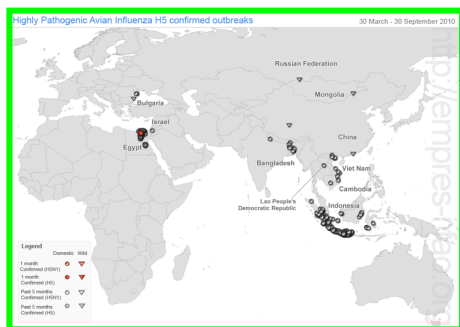 Highly Pathogenic Avian Influenza H5 confirmed outbreaks
30 March - 30 September 2010
Russian Federation
Mongolia
Bulgaria
Israel
China
Egypt
Bangladesh
Viet Nam
Cambodia
Lao People's
Democratic Republic
Indonesia
Legend
Domestic Wild
1 month
Confirmed (H5N1)
1 month
Confirmed (H5)
Past 5 months
Confirmed (H5N1)
Past 5 months
Confirmed (H5)